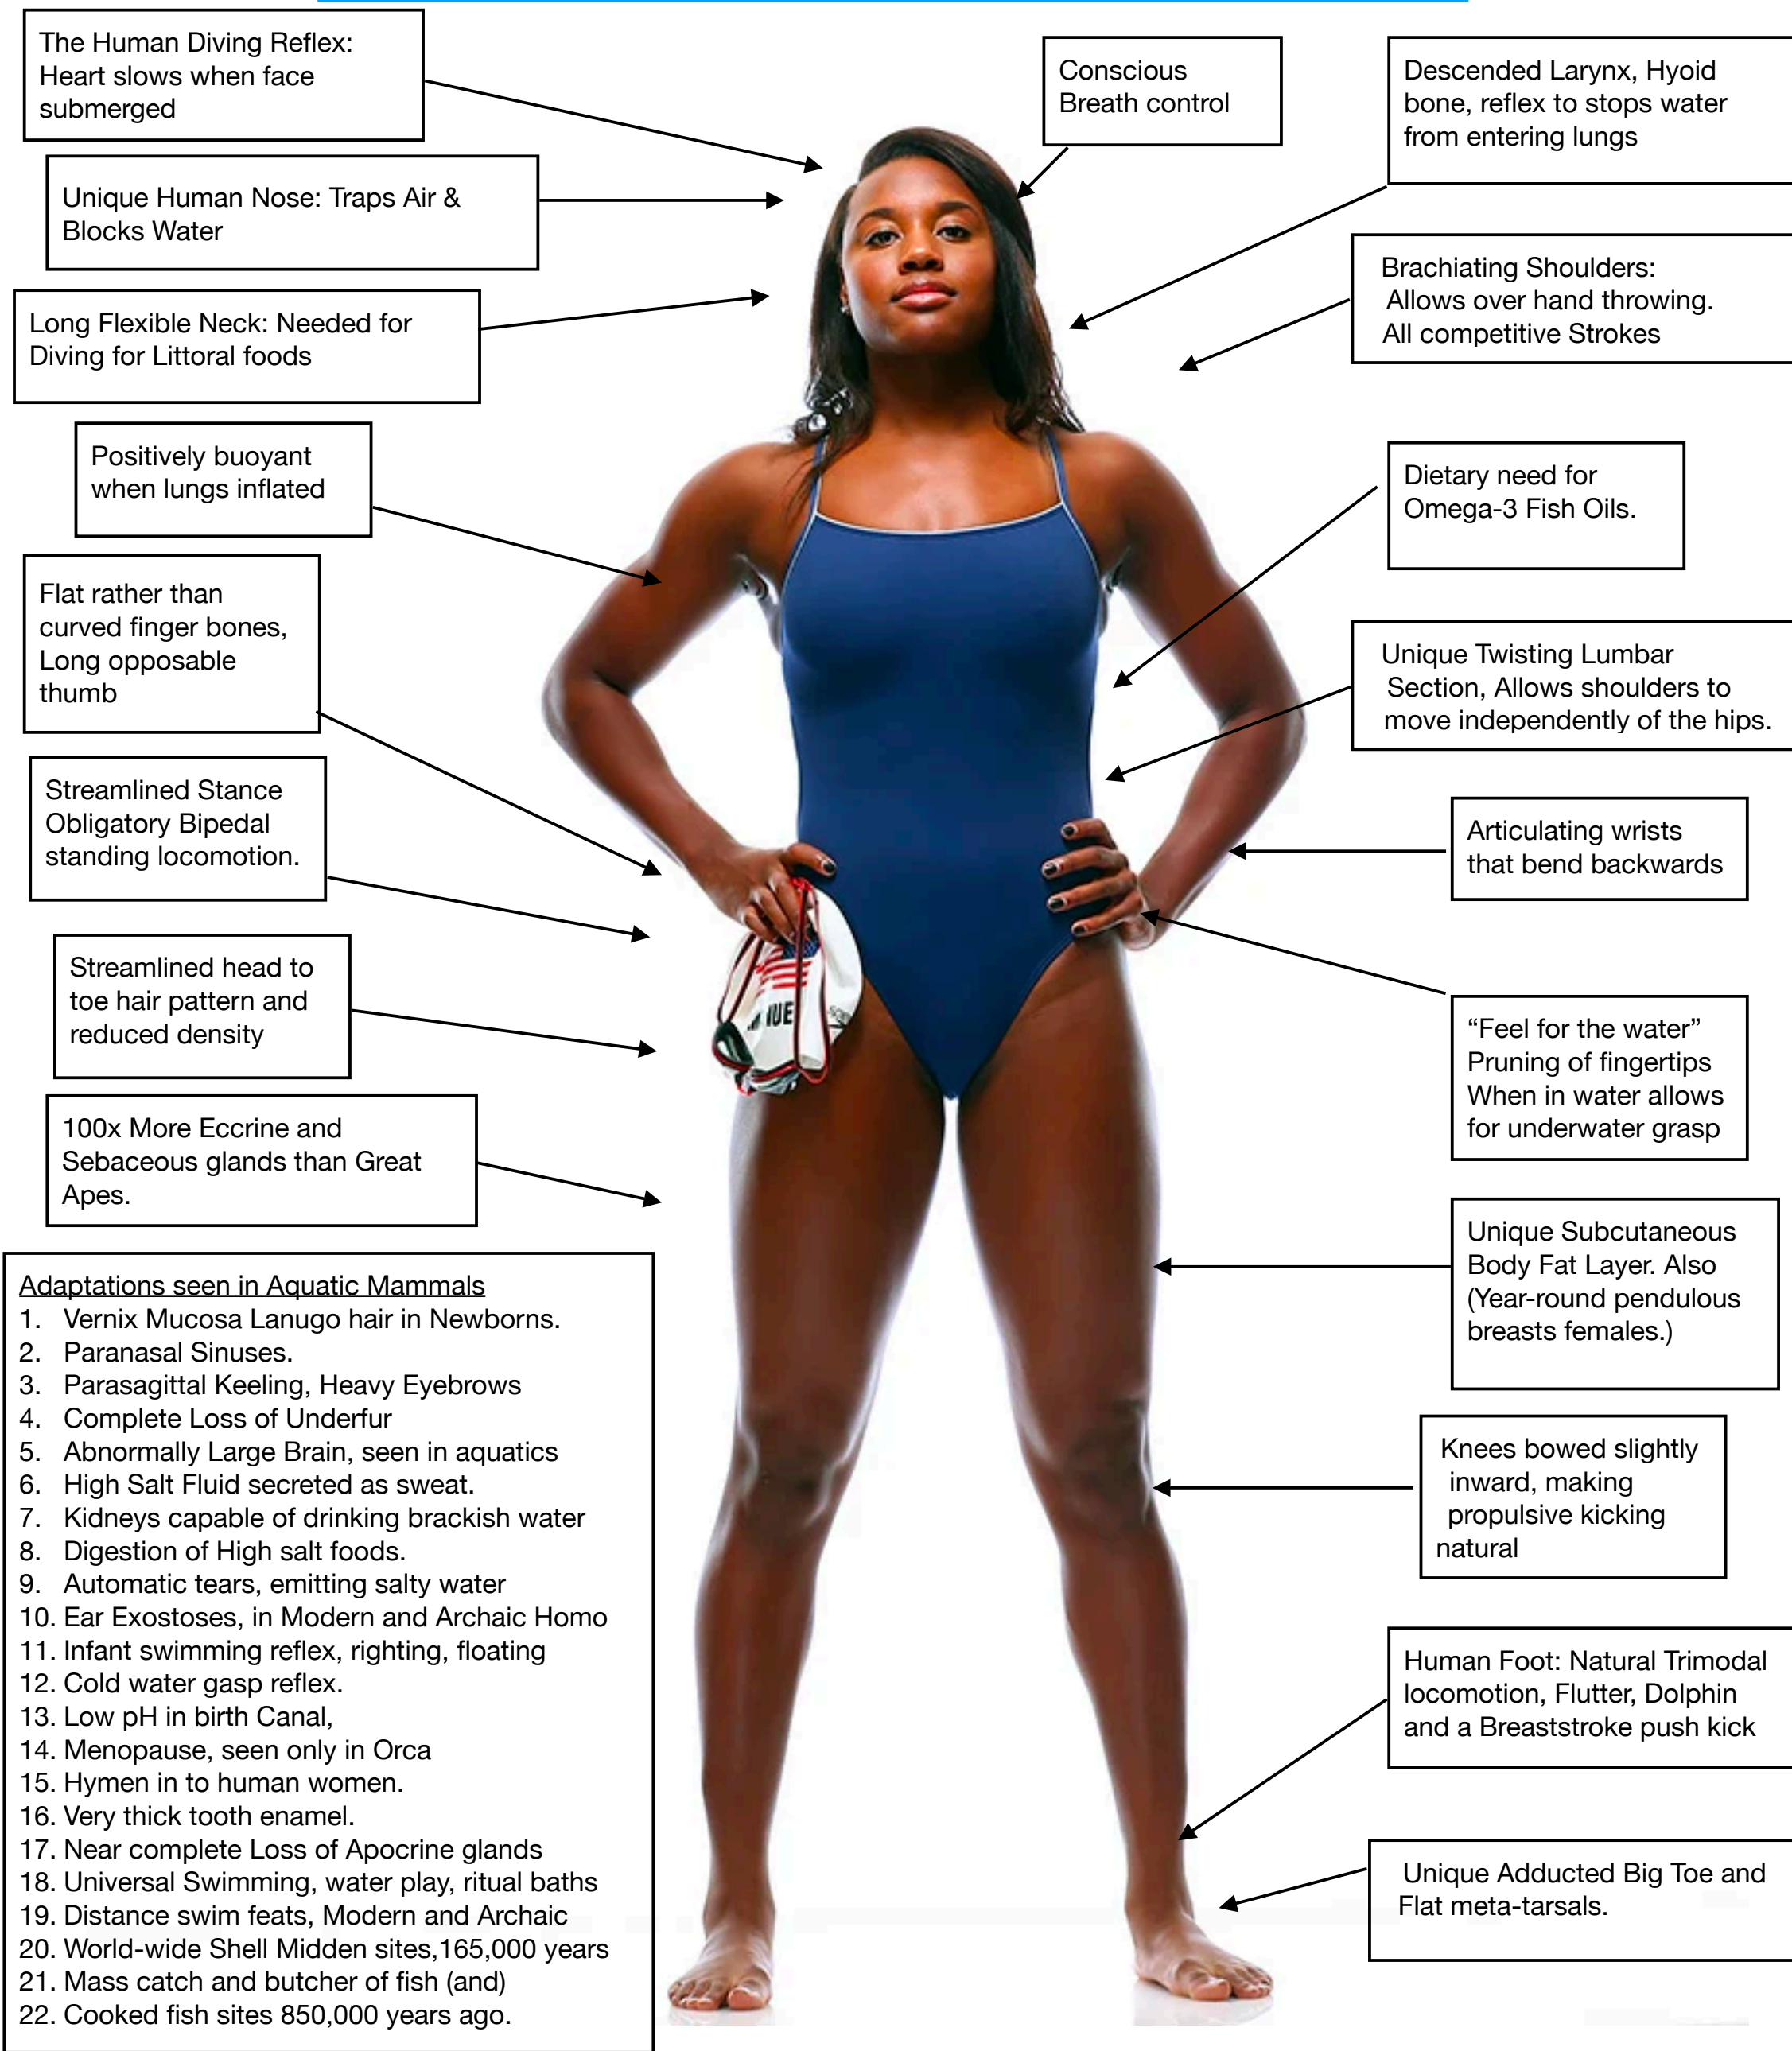 The Human Diving Reflex:
Heart slows when face
submerged
Conscious
Breath control
Descended Larynx, Hyoid
bone, reflex to stops water
from entering lungs
Unique Human Nose: Traps Air &
Blocks Water
Brachiating Shoulders:
Allows over hand throwing.
All competitive Strokes
Long Flexible Neck: Needed for
Diving for Littoral foods
Positively buoyant
when lungs inflated
Dietary need for
Omega-3 Fish Oils.
Flat rather than
curved finger bones,
Long opposable
thumb
Unique Twisting Lumbar
Section, Allows shoulders to
move independently of the hips.
Streamlined Stance
Obligatory Bipedal
standing locomotion.
Articulating wrists
that bend backwards
Streamlined head to
toe hair pattern and
reduced density
“Feel for the water”
Pruning of fingertips
When in water allows
for underwater grasp
100x More Eccrine and
Sebaceous glands than Great
Apes.
Unique Subcutaneous
Body Fat Layer. Also
(Year-round pendulous
breasts females.)
Knees bowed slightly
inward, making
propulsive kicking
natural
Human Foot: Natural Trimodal
locomotion, Flutter, Dolphin
and a Breaststroke push kick
Unique Adducted Big Toe and
Flat meta-tarsals.
Adaptations seen in Aquatic Mammals
1. Vernix Mucosa Lanugo hair in Newborns.
2. Paranasal Sinuses.
3. Parasagittal Keeling, Heavy Eyebrows
4. Complete Loss of Underfur
5. Abnormally Large Brain, seen in aquatics
6. High Salt Fluid secreted as sweat.
7. Kidneys capable of drinking brackish water
8. Digestion of High salt foods.
9. Automatic tears, emitting salty water
10. Ear Exostoses, in Modern and Archaic Homo
11. Infant swimming reflex, righting, floating
12. Cold water gasp reflex.
13. Low pH in birth Canal,
14. Menopause, seen only in Orca
15. Hymen in to human women.
16. Very thick tooth enamel.
17. Near complete Loss of Apocrine glands
18. Universal Swimming, water play, ritual baths
19. Distance swim feats, Modern and Archaic
20. World-wide Shell Midden sites,165,000 years
21. Mass catch and butcher of fish (and)
22. Cooked fish sites 850,000 years ago.